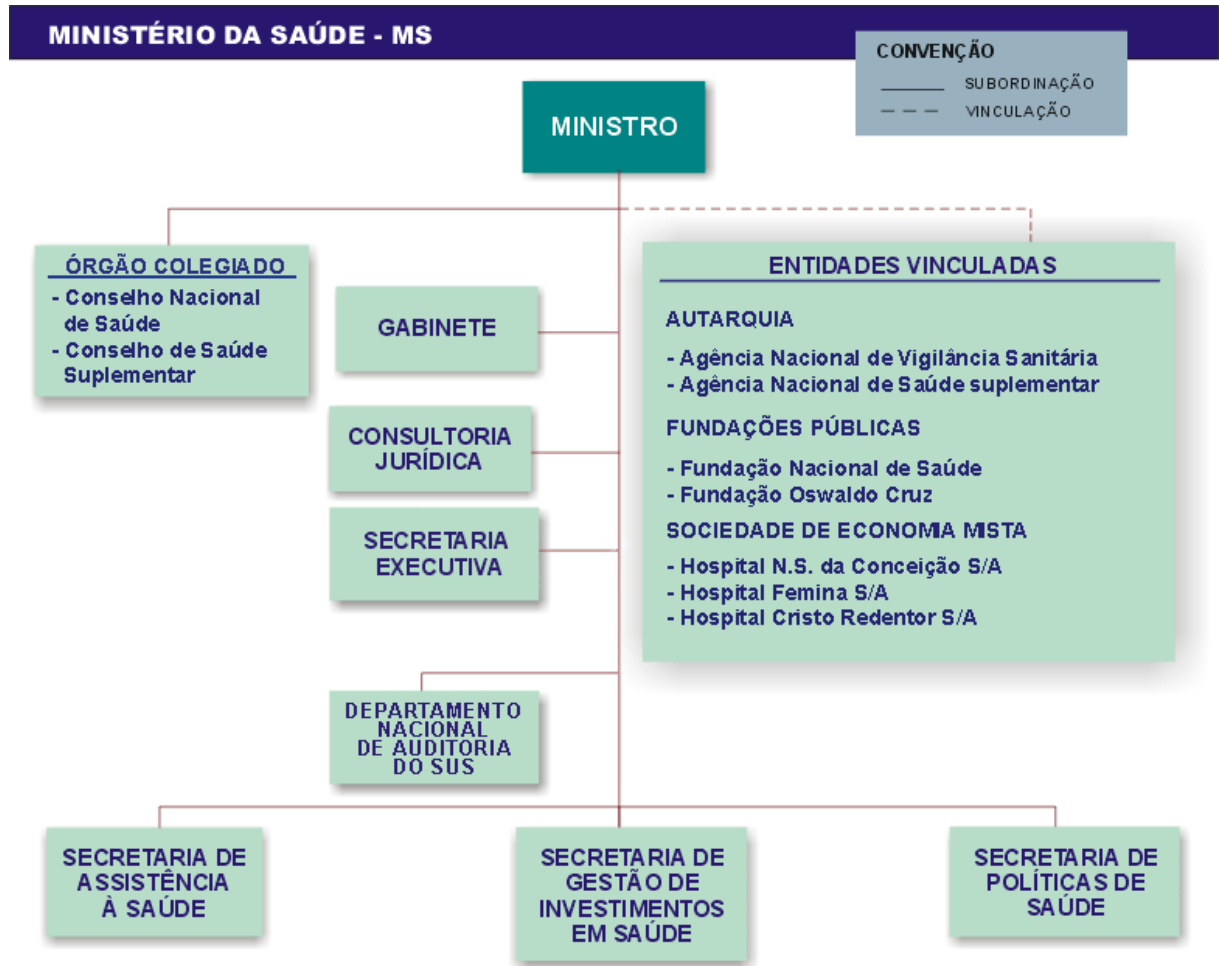 MINISTÉRIO DA SAÚDE - MS
CONVENÇÃO
SUBORDINAÇÃO
VINCULAÇÃO
MINISTRO
ÓRGÃO COLEGIADO
- Conselho Nacional
de Saúde
- Conselho de Saúde
Suplementar
GABINETE
CONSULTORIA
JURÍDICA
SECRETARIA
EXECUTIVA
ENTIDADES VINCULADAS
AUTARQUIA
- Agência Nacional de Vigilância Sanitária
- Agência Nacional de Saúde suplementar
FUNDAÇÕES PÚBLICAS
- Fundação Nacional de Saúde
- Fundação Oswaldo Cruz
SOCIEDADE DE ECONOMIA MISTA
- Hospital N.S. da Conceição S/A
- Hospital Femina S/A
- Hospital Cristo Redentor S/A
DEPARTAMENTO
NACIONAL
DE AUDITORIA
DO SUS
SECRETARIA DE
ASSISTÊNCIA
À SAÚDE
SECRETARIA DE
GESTÃO DE
INVESTIMENTOS
EM SAÚDE
SECRETARIA DE
POLÍTICAS DE
SAÚDE